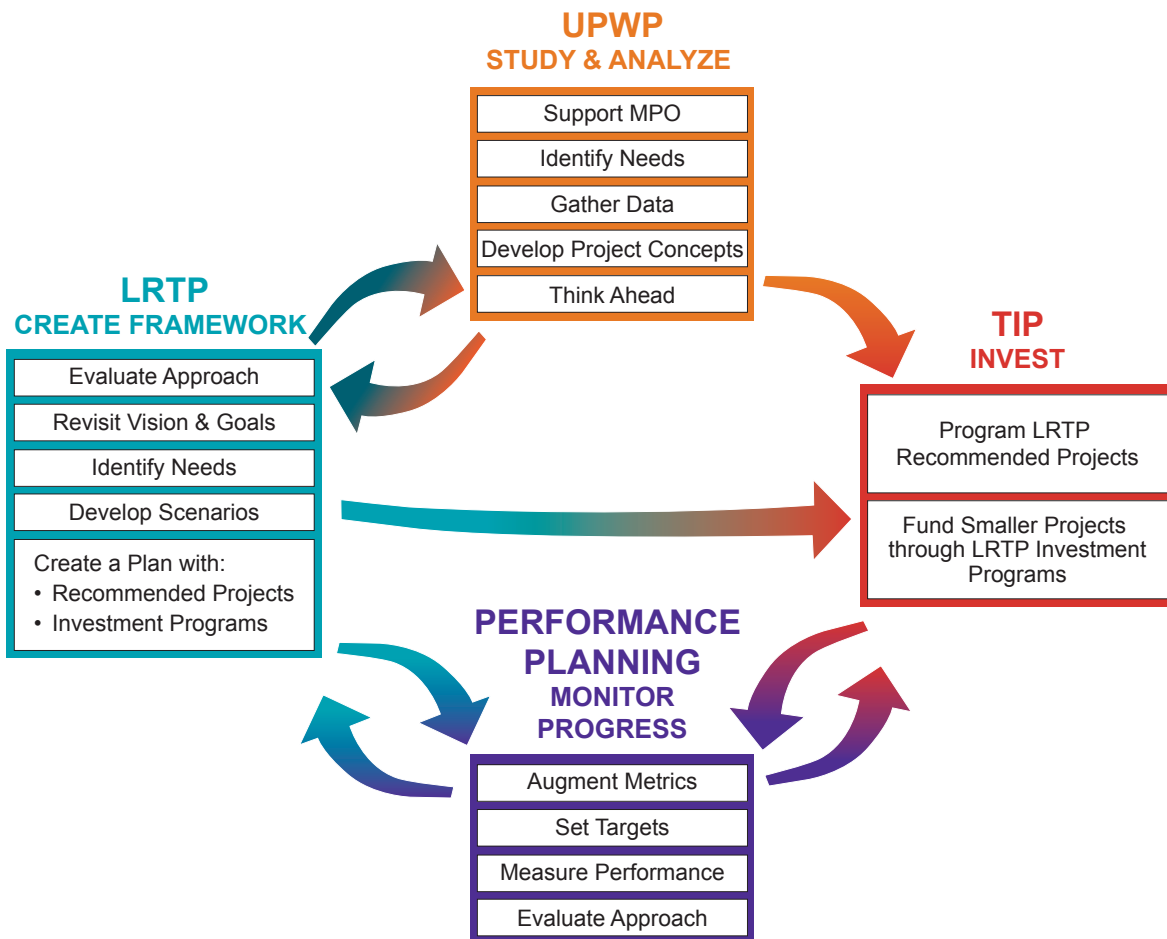 UPWP
STUDY & ANALYZE
Support MPO
Identify Needs
Gather Data
Develop Project Concepts
Think Ahead
LRTP
CREATE FRAMEWORK
Evaluate Approach
Revisit Vision & Goals
Identify Needs
Develop Scenarios
Create a Plan with:
• Recommended Projects
• Investment Programs
TIP
INVEST
Program LRTP
Recommended Projects
Fund Smaller Projects
through LRTP Investment
Programs
PERFORMANCE
PLANNING
MONITOR
PROGRESS
Augment Metrics
Set Targets
Measure Performance
Evaluate Approach